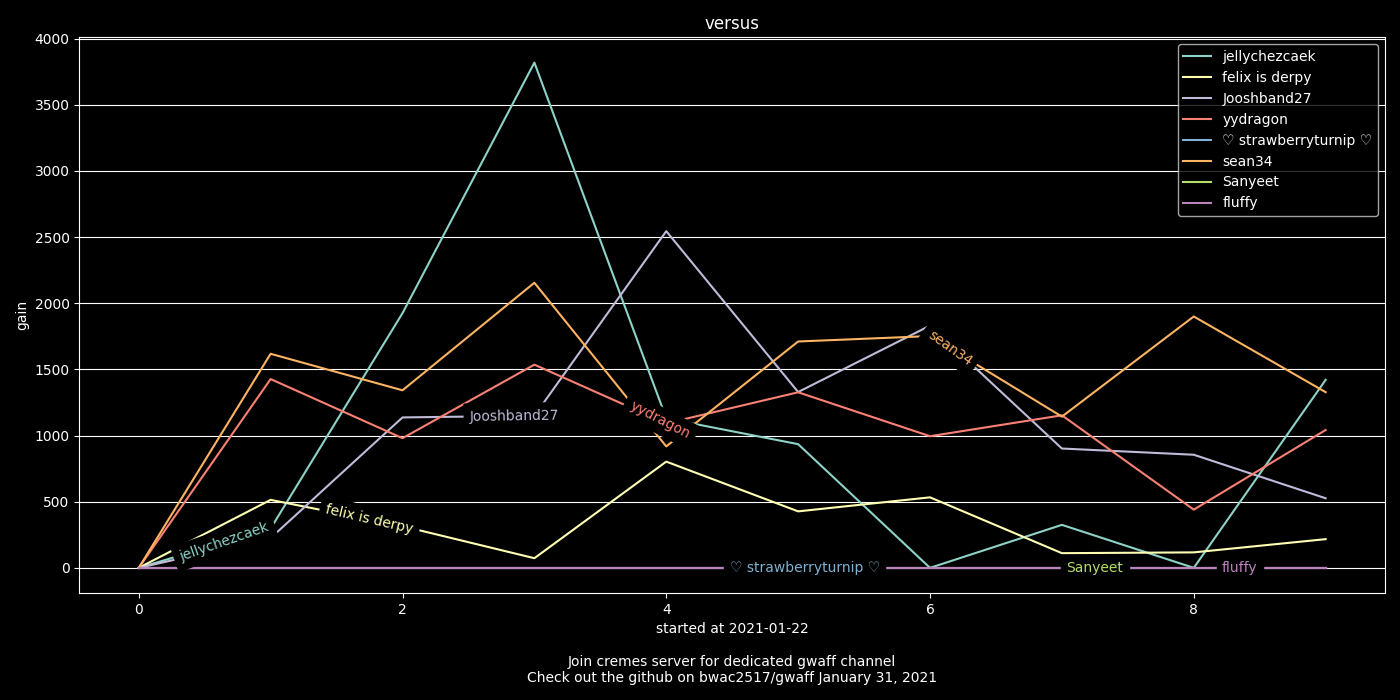 versus
4000
3500
3000
2500
2000
1500
1000
500
0
gain
jellychezcaek
felix is derpy
Jooshband27
yydragon
♡ strawberryturnip ♡
sean34
Sanyeet
fluffy
sean34
yydragon
Jooshband27
felix is derpy
jellychezcaek
♡ strawberryturnip ♡
Sanyeet
fluffy
0 2 4 6 8
started at 2021-01-22
Join cremes server for dedicated gwaff channel
Check out the github on bwac2517/gwaff January 31, 2021